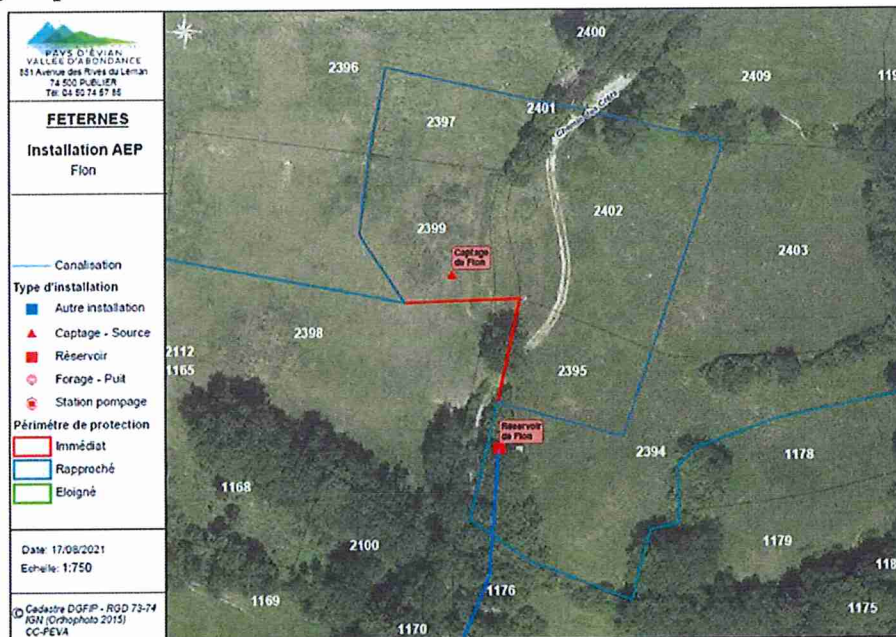 PAYS D'ÉVIAN
VALLÉE D'ABONDANCE
851 Avenue des Rives du Léman
74 500 PUBLIER
Tél: 04 50 74 57 85
FETERNES
Installation AEP
Flon
Canalisation
Type d'installation
Autre installation
Captage - Source
Réservoir
Forage - Puit
Station pompage
Périmètre de protection
Immédiat
Rapproché
Eloigné
Date: 17/08/2021
Echelle: 1:750
© Cadastre DGFIP - RGD 73-74
IGN (Orthophoto 2015)
CC-PEVA
2400
2396
2409
2401
2397
Chemin des Crêts
2402
2399
2403
Captage
de Flon
2398
2112
1165
2395
Réservoir
de Flon
2394
1178
1168
2100
1179
1176
1169
1170
1175